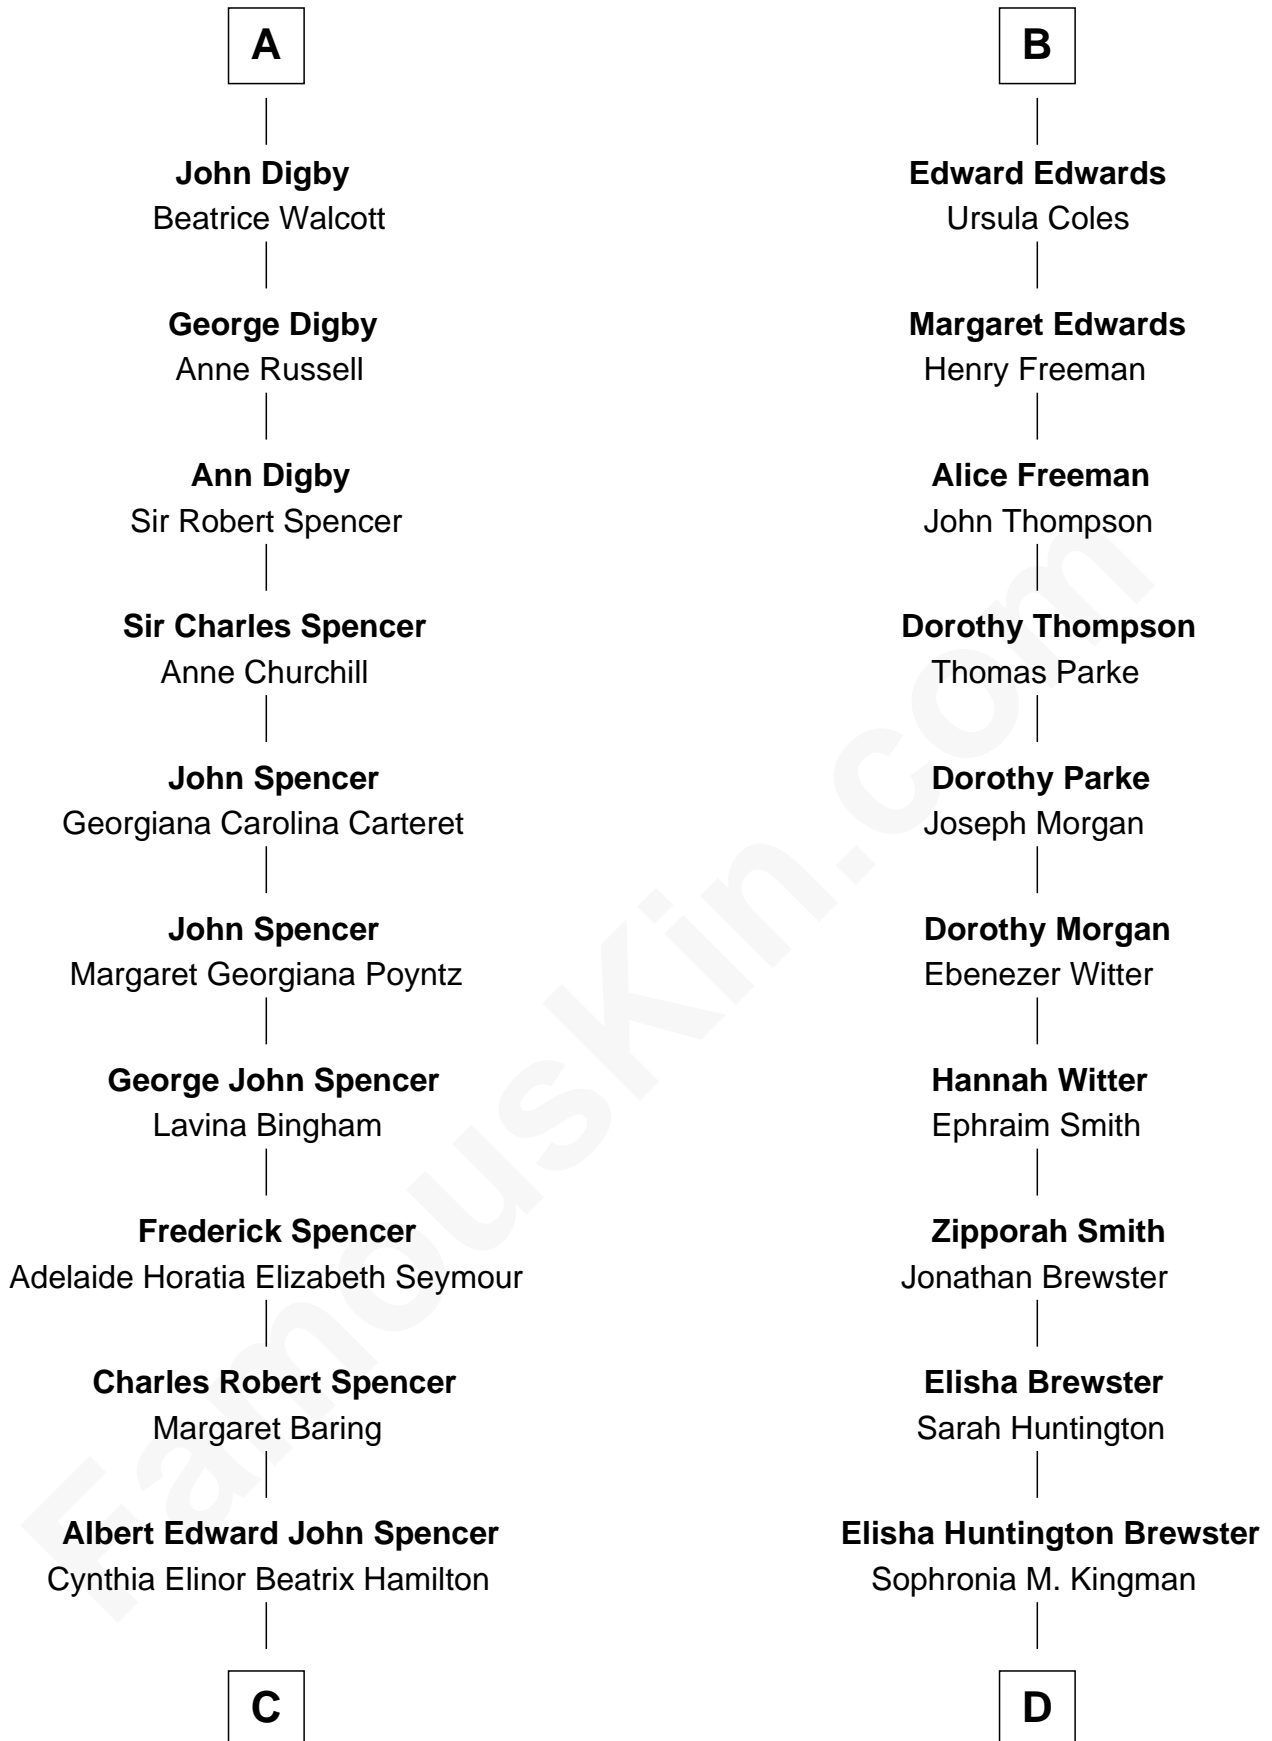 A
John Digby
Beatrice Walcott
George Digby
Anne Russell
Ann Digby
Sir Robert Spencer
Sir Charles Spencer
Anne Churchill
John Spencer
Georgiana Carolina Carteret
John Spencer
Margaret Georgiana Poyntz
George John Spencer
Lavina Bingham
Frederick Spencer
Adelaide Horatia Elizabeth Seymour
Charles Robert Spencer
Margaret Baring
Albert Edward John Spencer
Cynthia Elinor Beatrix Hamilton
C
B
Edward Edwards
Ursula Coles
Margaret Edwards
Henry Freeman
Alice Freeman
John Thompson
Dorothy Thompson
Thomas Parke
Dorothy Parke
Joseph Morgan
Dorothy Morgan
Ebenezer Witter
Hannah Witter
Ephraim Smith
Zipporah Smith
Jonathan Brewster
Elisha Brewster
Sarah Huntington
Elisha Huntington Brewster
Sophronia M. Kingman
D
FamousKin.com